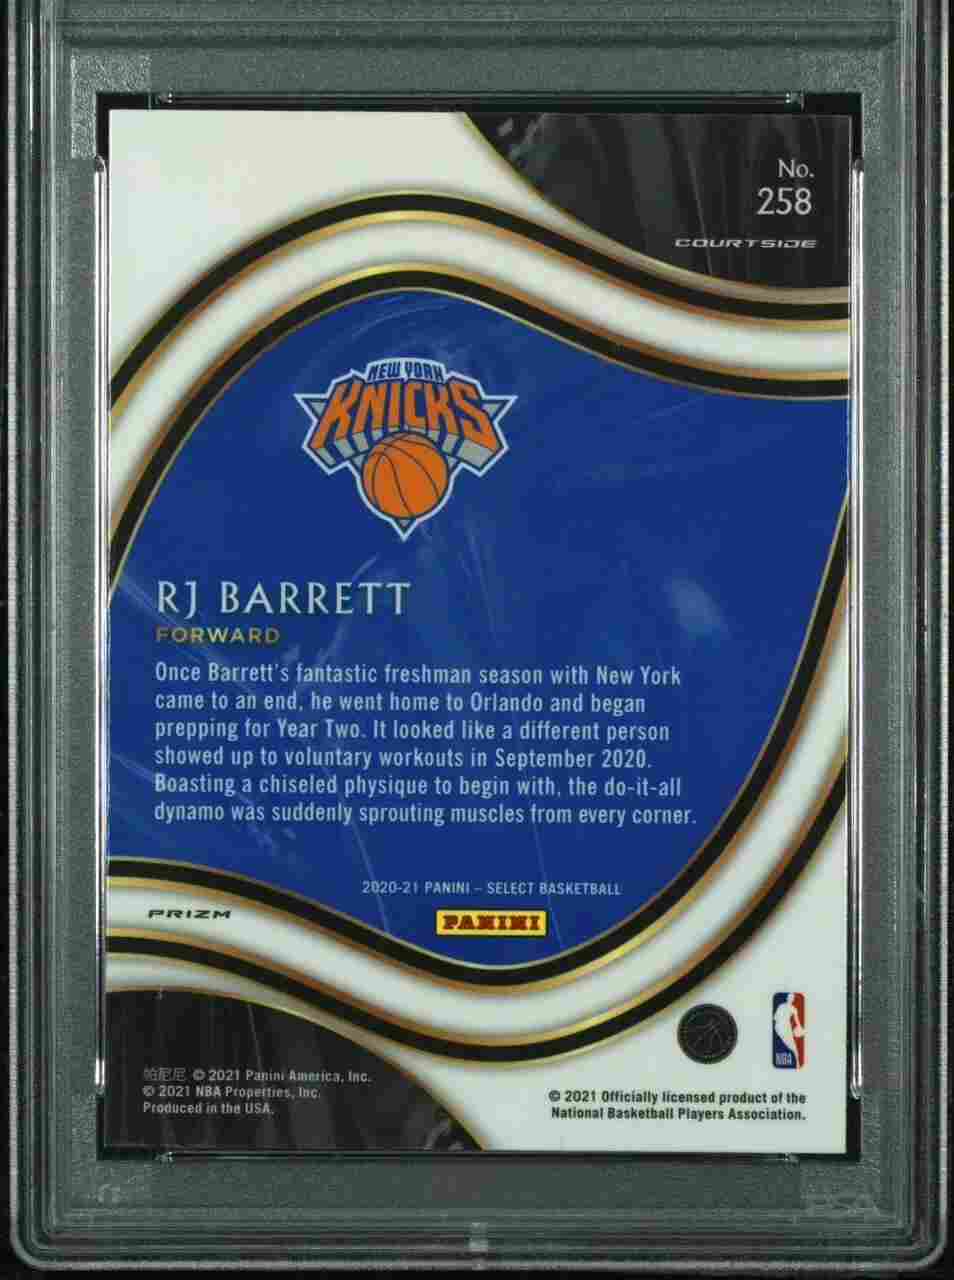 No.
258
COURTSIDE
NEW YORK
KNICKS
RJ BARRETT
FORWARD
Once Barrett's fantastic freshman season with New York
came to an end, he went home to Orlando and began
prepping for Year Two. It looked like a different person
showed up to voluntary workouts in September 2020.
Boasting a chiseled physique to begin with, the do-it-all
dynamo was suddenly sprouting muscles from every corner.
2020-21 PANINI – SELECT BASKETBALL
PANINI
PRIZM
NBA
帕尼尼 © 2021 Panini America, Inc.
© 2021 NBA Properties, Inc.
Produced in the USA.
© 2021 Officially licensed product of the
National Basketball Players Association.
PSA